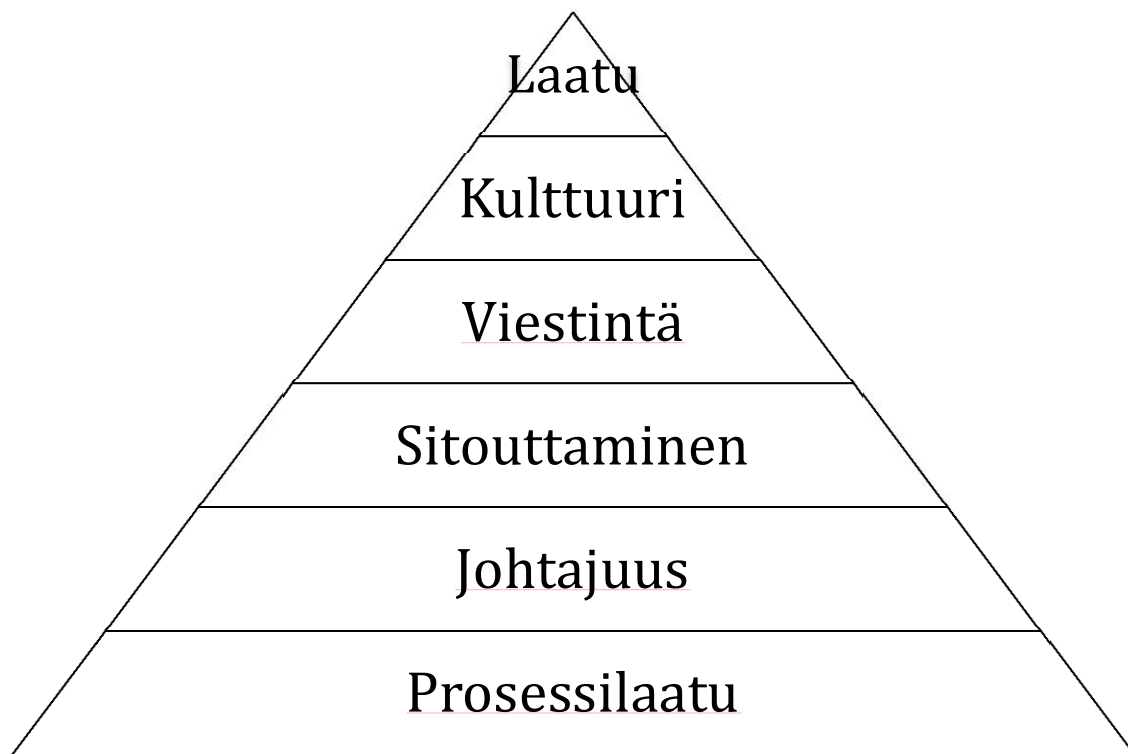 Laatu
Kulttuuri
Viestintä
Sitouttaminen
Johtajuus
Prosessilaatu